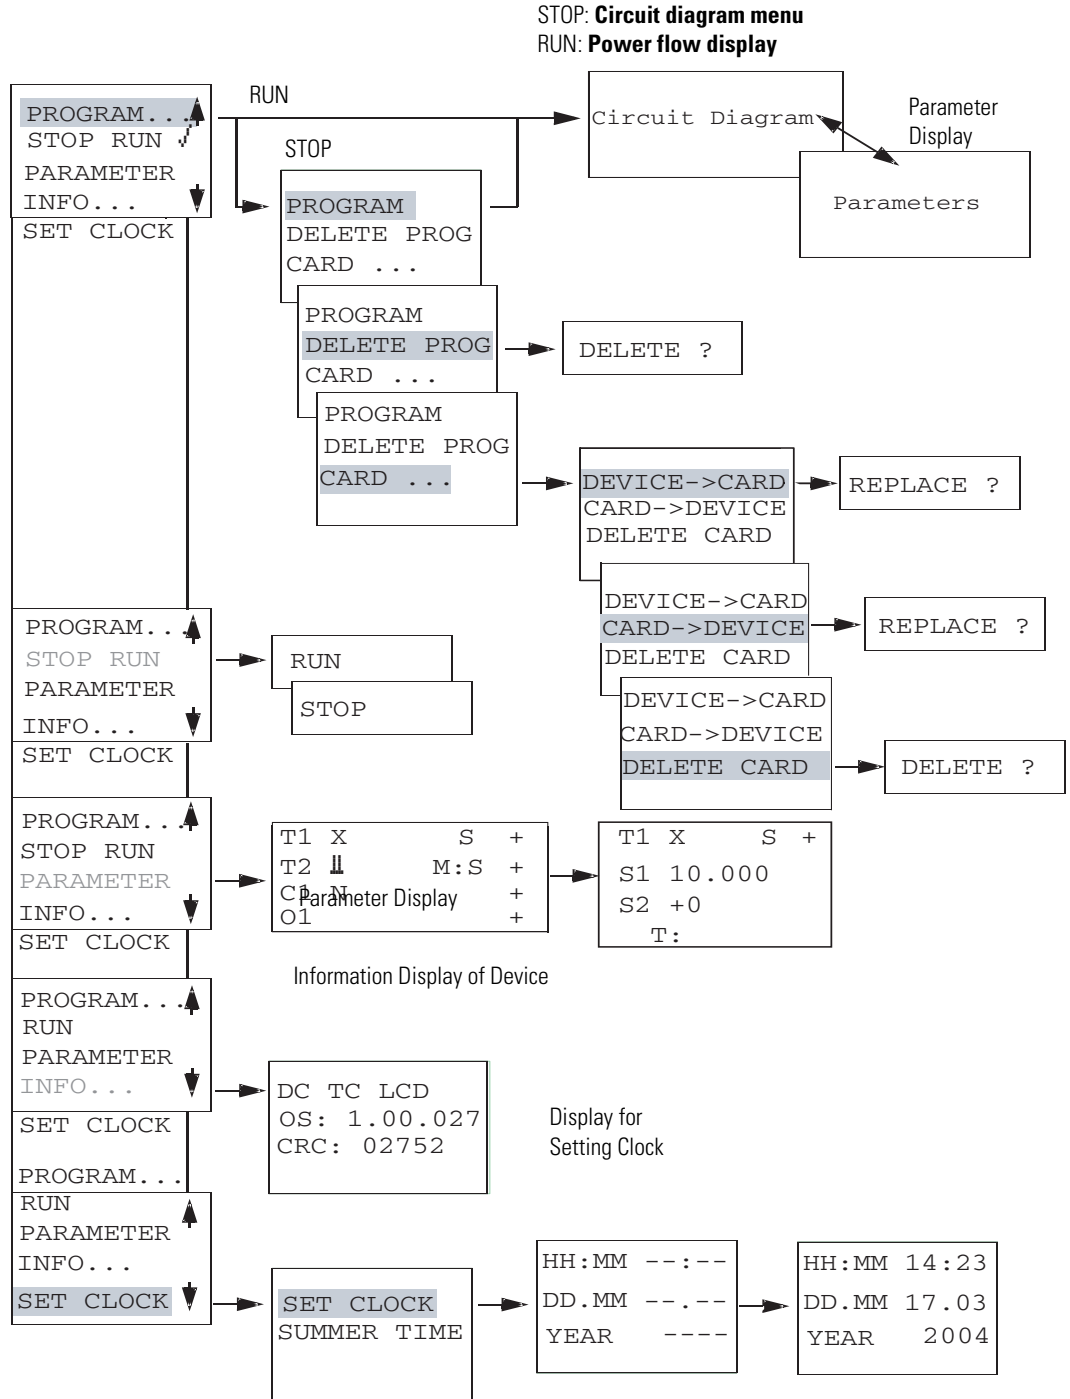 STOP: Circuit diagram menu
RUN: Power flow display
PROGRAM...
STOP RUN √
PARAMETER
INFO...
SET CLOCK
RUN
STOP
PROGRAM
DELETE PROG
CARD ...
Circuit Diagram
Parameter
Display
Parameters
PROGRAM
DELETE PROG
CARD ...
DELETE ?
PROGRAM
DELETE PROG
CARD ...
DEVICE->CARD
CARD->DEVICE
DELETE CARD
REPLACE ?
DEVICE->CARD
CARD->DEVICE
DELETE CARD
REPLACE ?
DEVICE->CARD
CARD->DEVICE
DELETE CARD
DELETE ?
PROGRAM...
STOP RUN
PARAMETER
INFO...
SET CLOCK
RUN
STOP
PROGRAM...
STOP RUN
PARAMETER
INFO...
SET CLOCK
T1 X S +
T2 M:S +
C1 N +
O1 +
Parameter Display
T1 X S +
S1 10.000
S2 +0
T:
Information Display of Device
PROGRAM...
RUN
PARAMETER
INFO...
SET CLOCK
DC TC LCD
OS: 1.00.027
CRC: 02752
Display for
Setting Clock
PROGRAM...
RUN
PARAMETER
INFO...
SET CLOCK
SET CLOCK
SUMMER TIME
HH:MM --:--
DD.MM --.--
YEAR ----
HH:MM 14:23
DD.MM 17.03
YEAR 2004